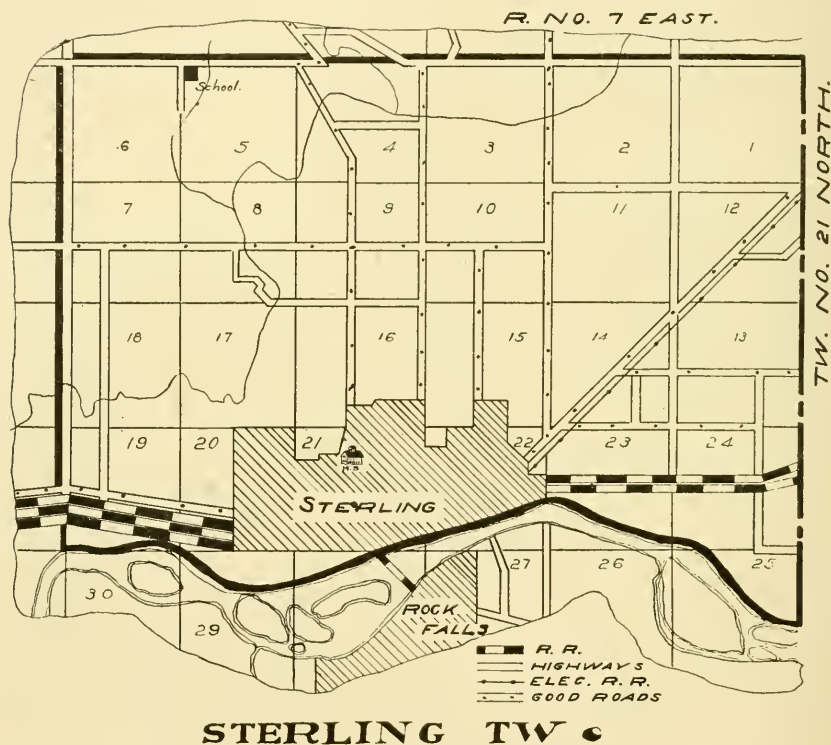 R. NO. 7 EAST.
TW. NO. 21 NORTH.
School.
6 5 4 3 2 1
7 8 9 10 11 12
18 17 16 15 14 13
19 20 21 22 23 24
H.S
STERLING
30 29 27 26 25
ROCK
FALLS
R. R.
HIGHWAYS
ELEC. R. R.
GOOD ROADS
STERLING TW